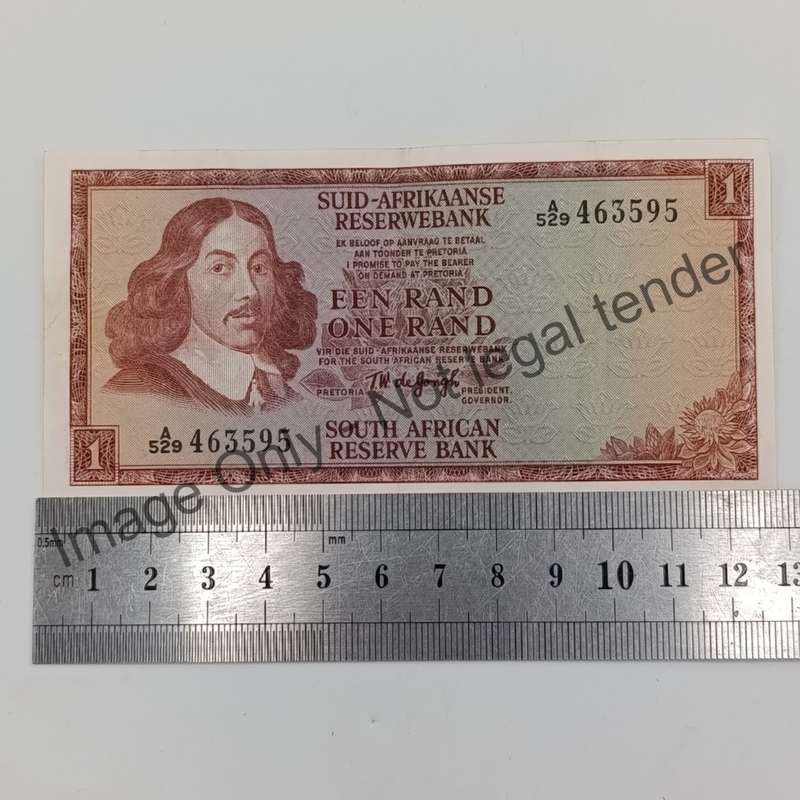 1
SUID-AFRIKAANSE
RESERWEBANK
A/529 463595
EK BELOOF OP AANVRAAG TE BETAAL
AAN TOONDER TE PRETORIA
I PROMISE TO PAY THE BEARER
ON DEMAND AT PRETORIA
EEN RAND
ONE RAND
VIR DIE SUID-AFRIKAANSE RESERWEBANK
FOR THE SOUTH AFRICAN RESERVE BANK
T.W. de Jongh
PRETORIA
PRESIDENT.
GOVERNOR.
A/529 463595
1
SOUTH AFRICAN
RESERVE BANK
Image Only - Not legal tender
0,5mm
mm
cm 1 2 3 4 5 6 7 8 9 10 11 12 13